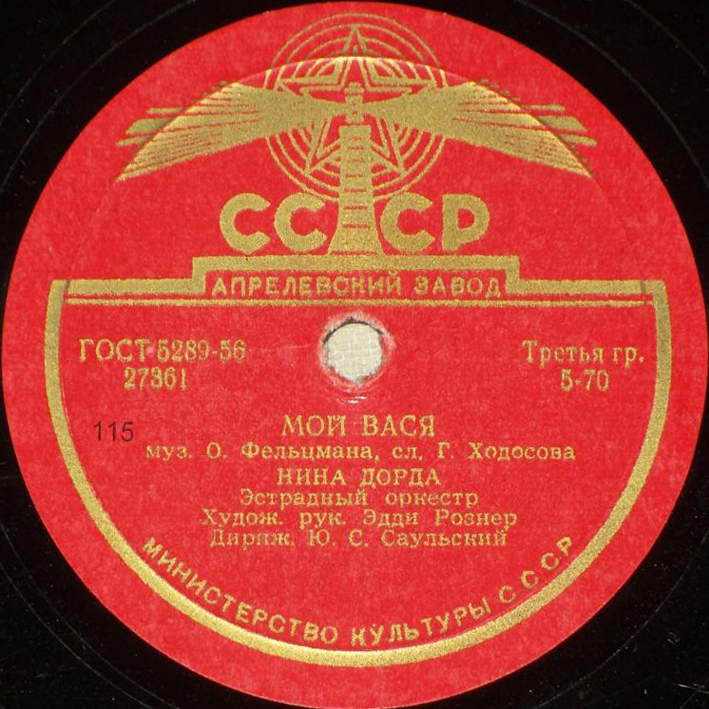 СССР
АПРЕЛЕВСКИЙ ЗАВОД
ГОСТ 5289-56
27361
Третья гр.
5-70
115
МОЙ ВАСЯ
муз. О. Фельцмана, сл. Г. Ходосова
НИНА ДОРДА
Эстрадный оркестр
Худож. рук. Эдди Рознер
Дириж. Ю. С. Саульский
МИНИСТЕРСТВО КУЛЬТУРЫ СССР